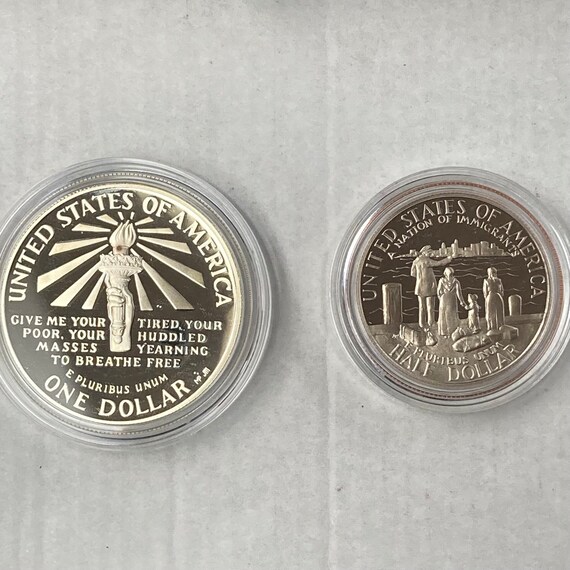 UNITED STATES OF AMERICA
GIVE ME YOUR TIRED, YOUR
POOR, YOUR HUDDLED
MASSES YEARNING
TO BREATHE FREE
E PLURIBUS UNUM
ONE DOLLAR
UNITED STATES OF AMERICA
A NATION OF IMMIGRANTS
PLURIBUS UNUM
HALF DOLLAR